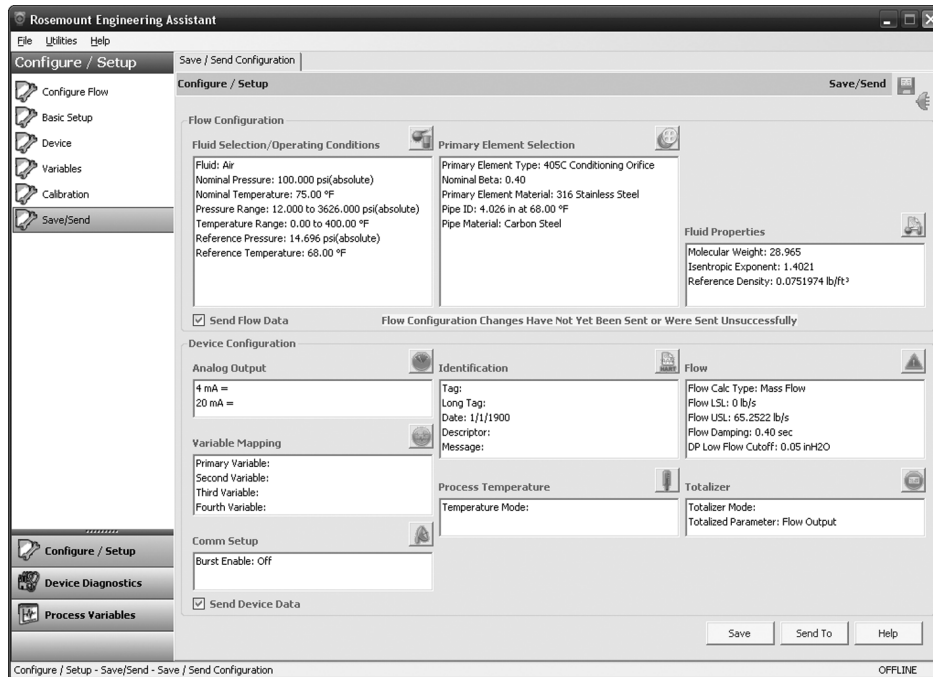 Rosemount Engineering Assistant
File Utilities Help
Configure / Setup
Configure Flow
Basic Setup
Device
Variables
Calibration
Save/Send
Configure / Setup
Device Diagnostics
Process Variables
Save / Send Configuration
Configure / Setup Save/Send
Flow Configuration
Fluid Selection/Operating Conditions
Fluid: Air
Nominal Pressure: 100.000 psi(absolute)
Nominal Temperature: 75.00 °F
Pressure Range: 12.000 to 3626.000 psi(absolute)
Temperature Range: 0.00 to 400.00 °F
Reference Pressure: 14.696 psi(absolute)
Reference Temperature: 68.00 °F
Primary Element Selection
Primary Element Type: 405C Conditioning Orifice
Nominal Beta: 0.40
Primary Element Material: 316 Stainless Steel
Pipe ID: 4.026 in at 68.00 °F
Pipe Material: Carbon Steel
Fluid Properties
Molecular Weight: 28.965
Isentropic Exponent: 1.4021
Reference Density: 0.0751974 lb/ft³
Send Flow Data
Flow Configuration Changes Have Not Yet Been Sent or Were Sent Unsuccessfully
Device Configuration
Analog Output
4 mA =
20 mA =
Variable Mapping
Primary Variable:
Second Variable:
Third Variable:
Fourth Variable:
Comm Setup
Burst Enable: Off
Send Device Data
Identification
HART
Tag:
Long Tag:
Date: 1/1/1900
Descriptor:
Message:
Process Temperature
Temperature Mode:
Flow
Flow Calc Type: Mass Flow
Flow LSL: 0 lb/s
Flow USL: 65.2522 lb/s
Flow Damping: 0.40 sec
DP Low Flow Cutoff: 0.05 inH2O
Totalizer
Totalizer Mode:
Totalized Parameter: Flow Output
Save Send To Help
Configure / Setup - Save/Send - Save / Send Configuration OFFLINE